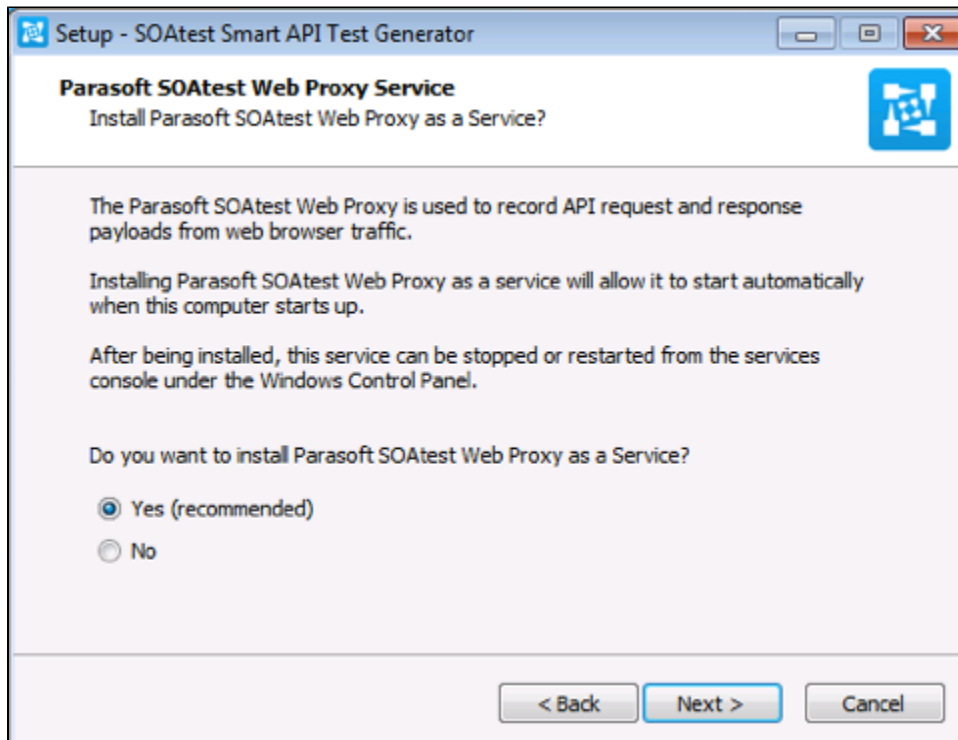 Setup - SOAtest Smart API Test Generator
Parasoft SOAtest Web Proxy Service
Install Parasoft SOAtest Web Proxy as a Service?
The Parasoft SOAtest Web Proxy is used to record API request and response
payloads from web browser traffic.
Installing Parasoft SOAtest Web Proxy as a service will allow it to start automatically
when this computer starts up.
After being installed, this service can be stopped or restarted from the services
console under the Windows Control Panel.
Do you want to install Parasoft SOAtest Web Proxy as a Service?
Yes (recommended)
No
< Back Next > Cancel